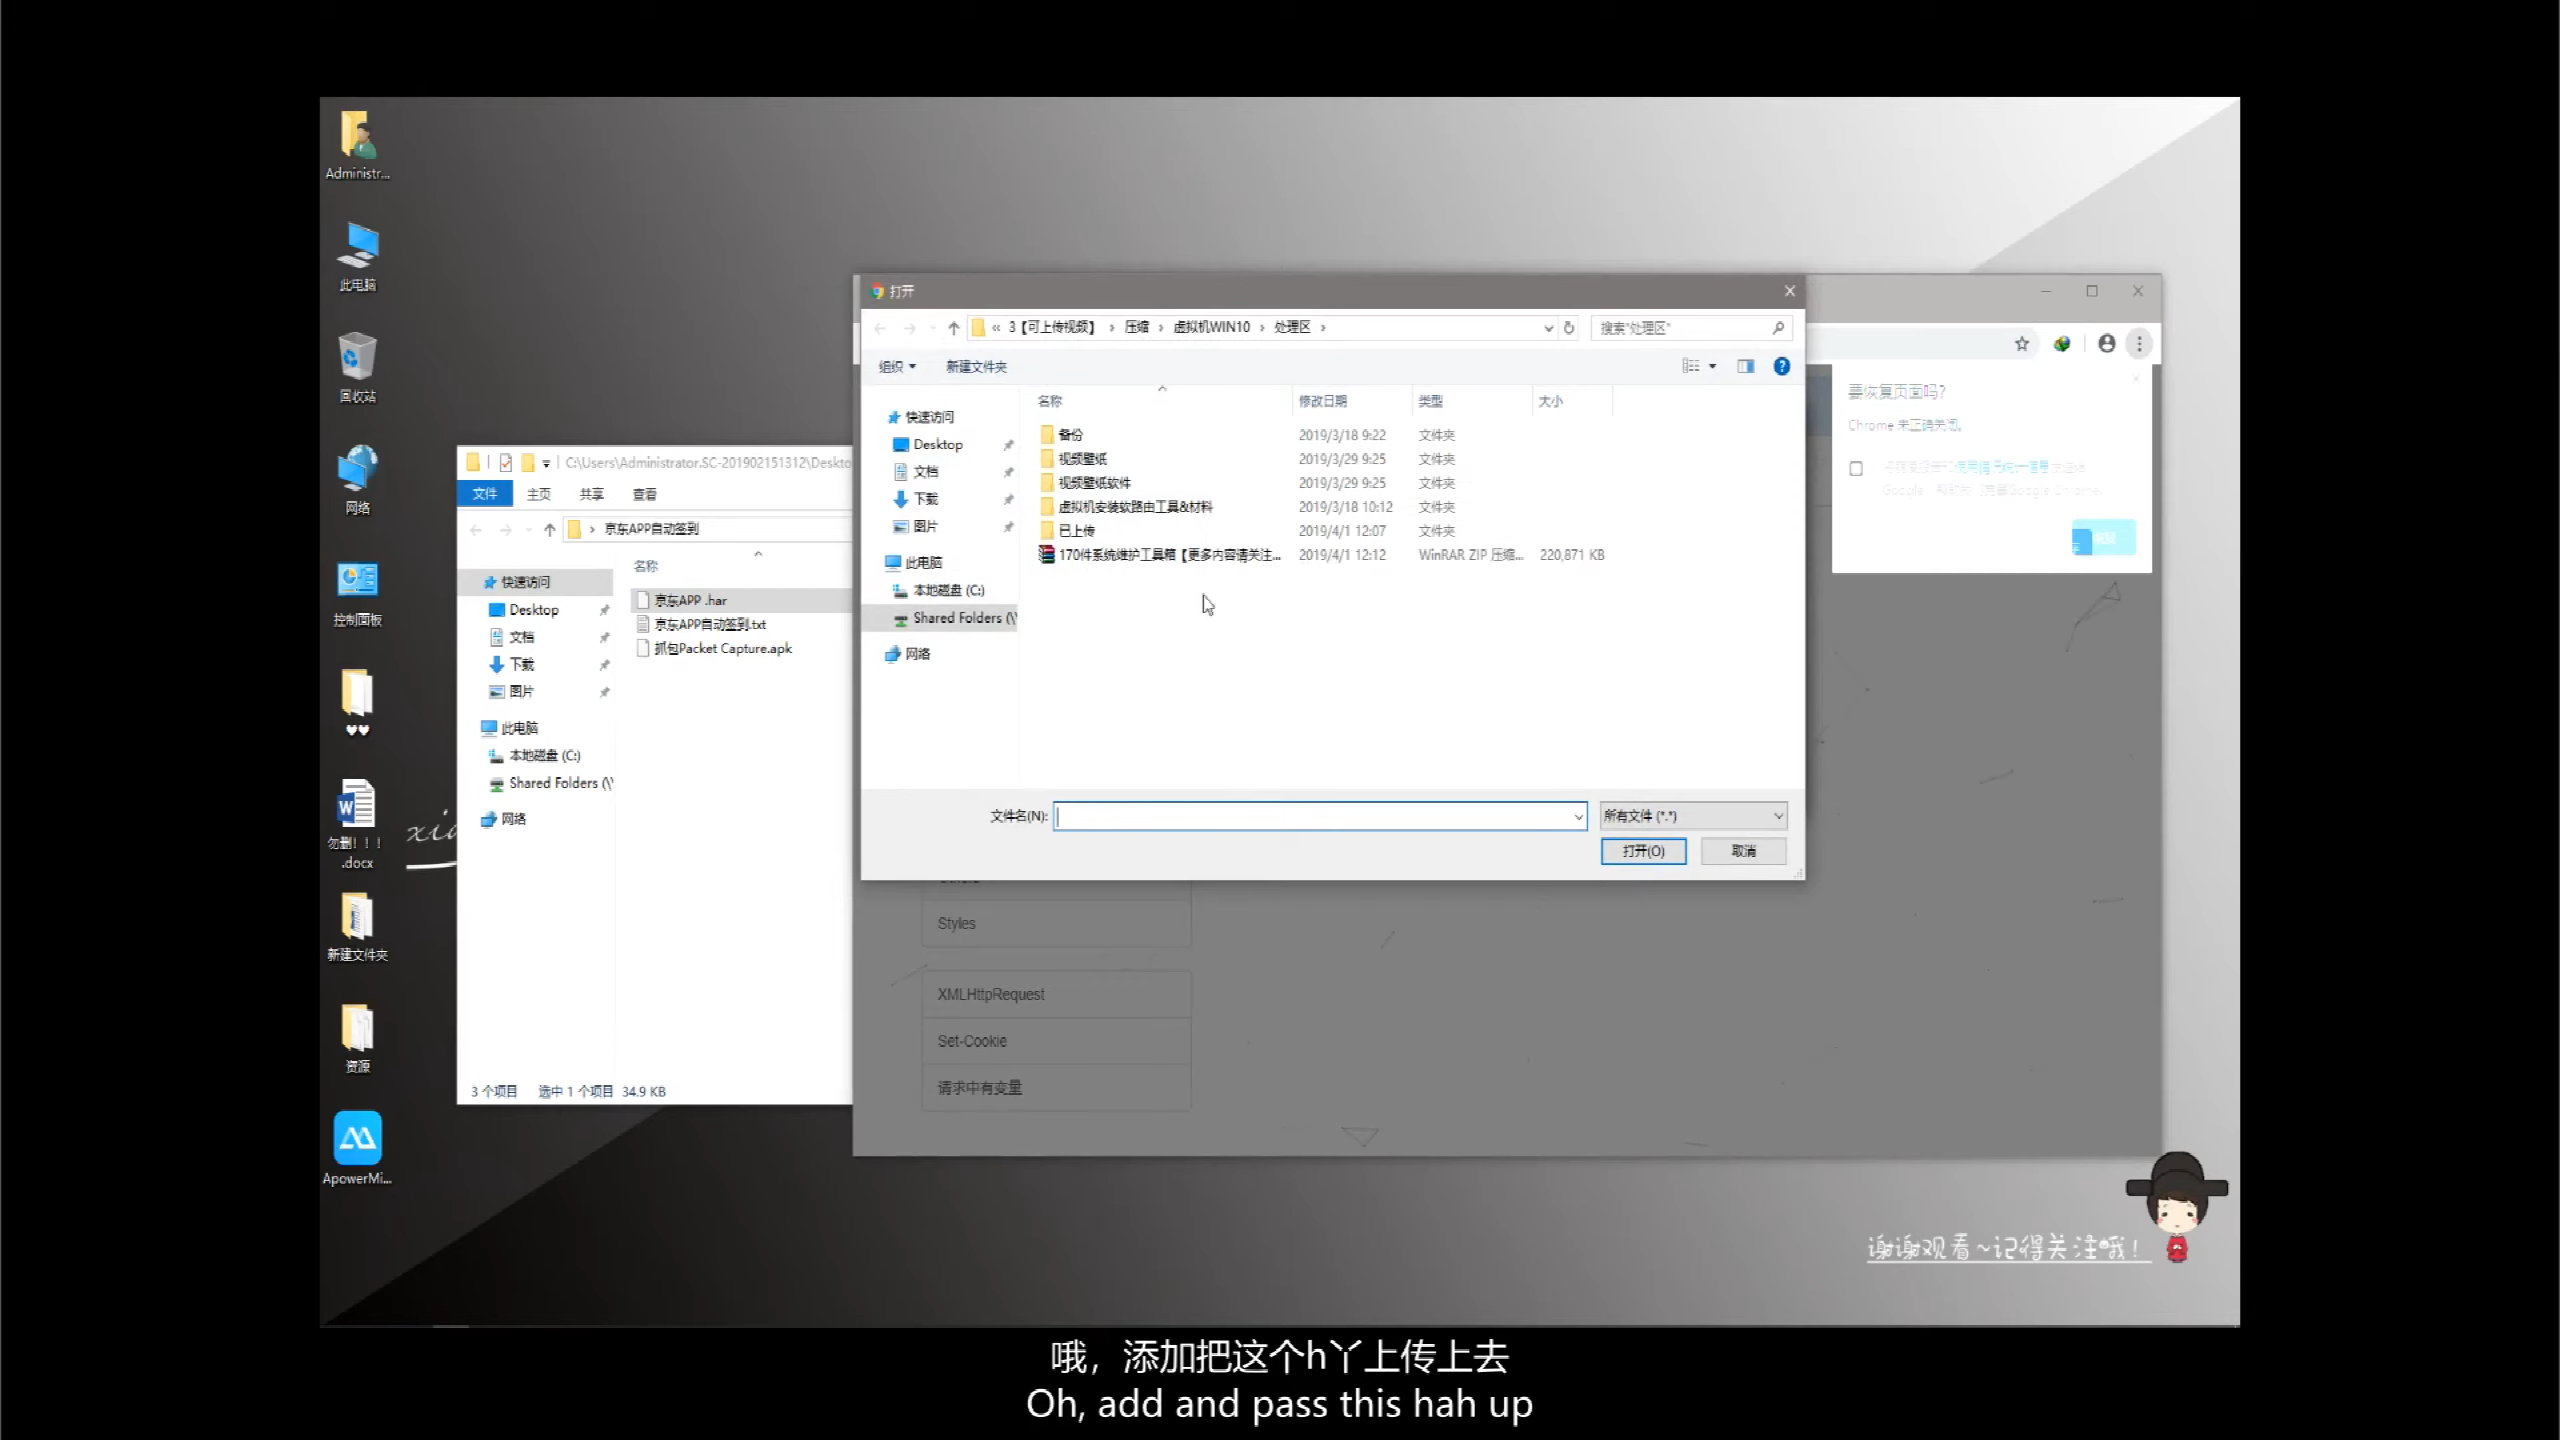 Administr...
此电脑
回收站
网络
控制面板
♥♥
勿删！！！
.docx
新建文件夹
资源
ApowerMi...
C:\Users\Administrator.SC-201902151312\Deskto
文件 主页 共享 查看
京东APP自动签到
快速访问
Desktop
文档
下载
图片
此电脑
本地磁盘 (C:)
Shared Folders (\\
网络
名称
京东APP .har
京东APP自动签到.txt
抓包Packet Capture.apk
3 个项目 选中 1 个项目 34.9 KB
打开
« 3【可上传视频】 › 压缩 › 虚拟机WIN10 › 处理区 ›
搜索"处理区"
组织 新建文件夹
快速访问
Desktop
文档
下载
图片
此电脑
本地磁盘 (C:)
Shared Folders (\\
网络
名称 修改日期 类型 大小
备份 2019/3/18 9:22 文件夹
视频壁纸 2019/3/29 9:25 文件夹
视频壁纸软件 2019/3/29 9:25 文件夹
虚拟机安装软路由工具&材料 2019/3/18 10:12 文件夹
已上传 2019/4/1 12:07 文件夹
170件系统维护工具箱【更多内容请关注... 2019/4/1 12:12 WinRAR ZIP 压缩... 220,871 KB
文件名(N):
所有文件 (*.*)
打开(O) 取消
要恢复页面吗?
Chrome 未正确关闭。
Styles
XMLHttpRequest
Set-Cookie
请求中有变量
谢谢观看~记得关注哦!
哦，添加把这个h丫上传上去
Oh, add and pass this hah up